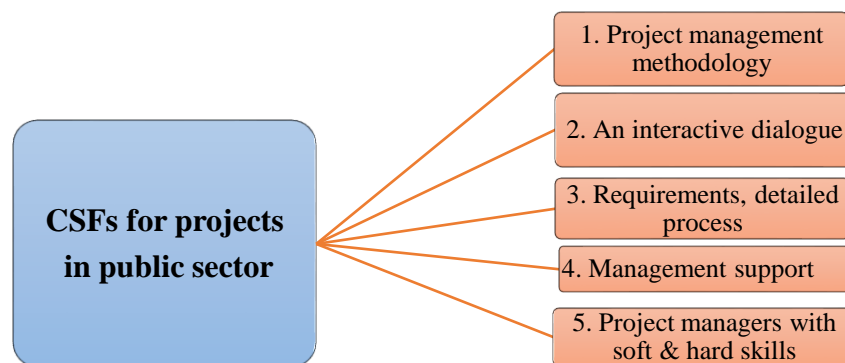 CSFs for projects
in public sector
1. Project management
methodology
2. An interactive dialogue
3. Requirements, detailed
process
4. Management support
5. Project managers with
soft & hard skills